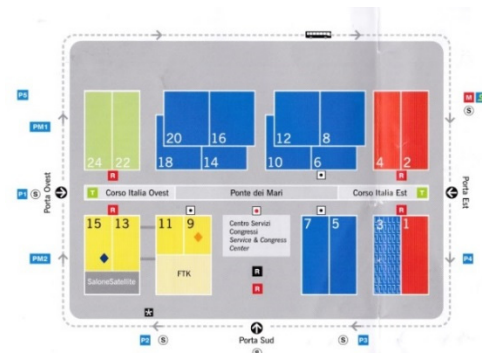 P5
M
S
20
16
12
8
PM1
24
22
18
14
10
6
4
2
R
R
P1
S
Porta Ovest
T
Corso Italia Ovest
Ponte dei Mari
Corso Italia Est
T
Porta Est
R
R
15
13
11
9
Centro Servizi
Congressi
Service & Congress
Center
7
5
3
1
PM2
P4
SaloneSatellite
FTK
R
R
P2
S
Porta Sud
S
P3
S